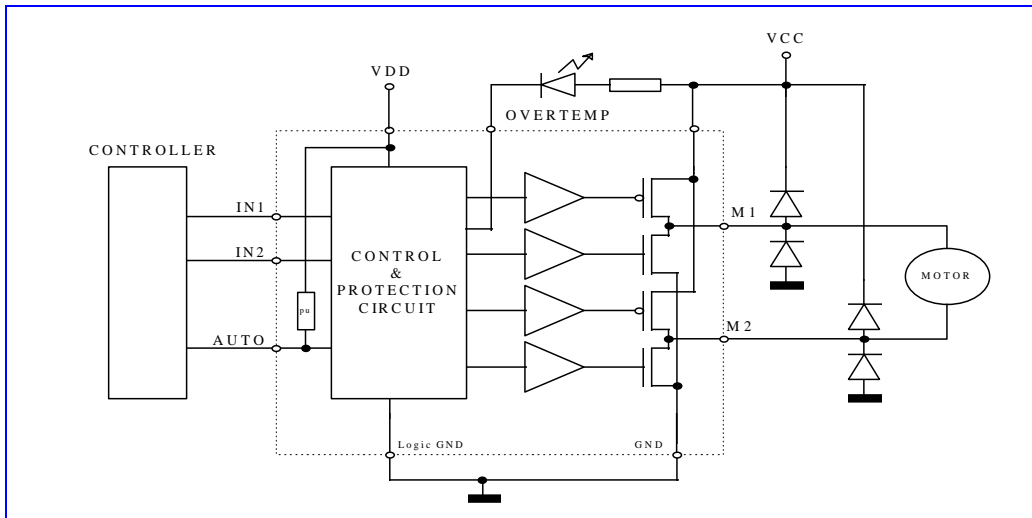 VCC
VDD
OVERTEMP
CONTROLLER
IN1
M1
IN2
CONTROL
&
PROTECTION
CIRCUIT
MOTOR
pu
AUTO
M2
Logic GND
GND